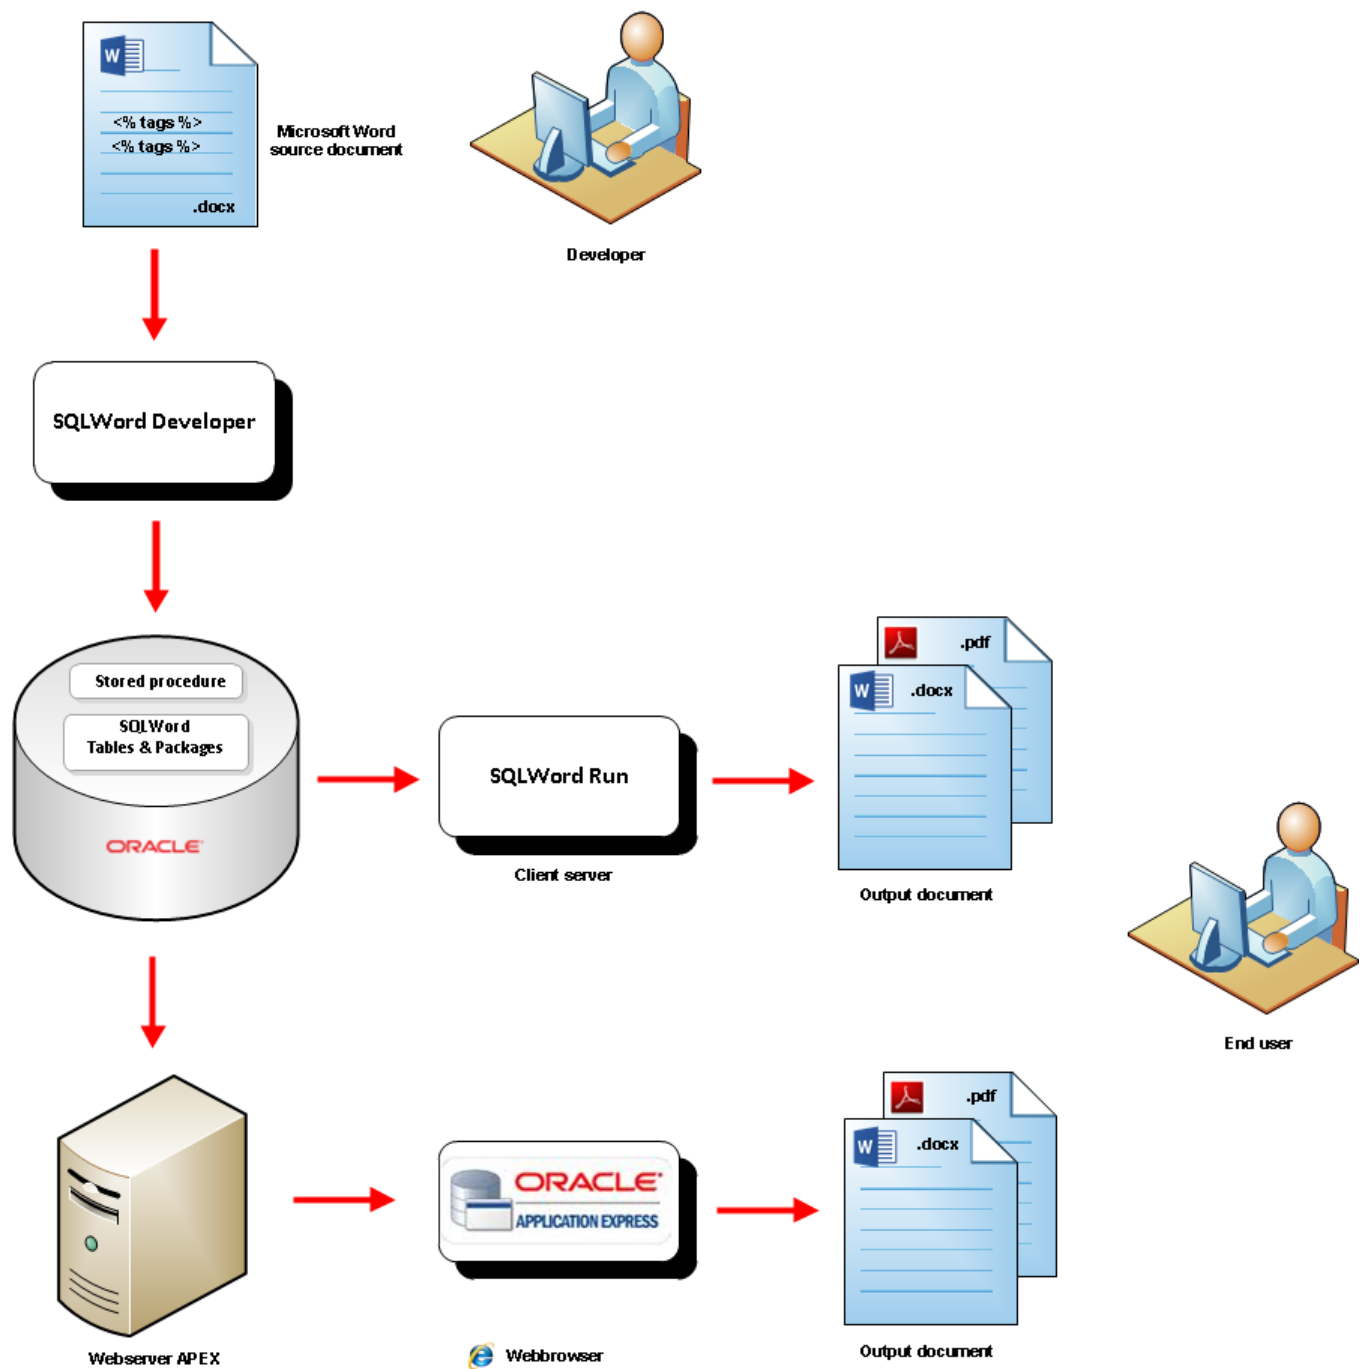 W
<% tags %>
<% tags %>
.docx
Microsoft Word
source document
Developer
SQLWord Developer
Stored procedure
SQLWord
Tables & Packages
ORACLE
SQLWord Run
Client server
.pdf
W
.docx
Output document
End user
Webserver APEX
ORACLE
APPLICATION EXPRESS
Webbrowser
.pdf
W
.docx
Output document